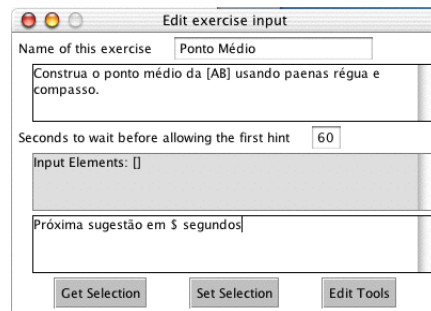 Edit exercise input
Name of this exercise Ponto Médio
Construa o ponto médio da [AB] usando paenas régua e
compasso.
Seconds to wait before allowing the first hint 60
Input Elements: []
Próxima sugestão em $ segundos
Get Selection Set Selection Edit Tools